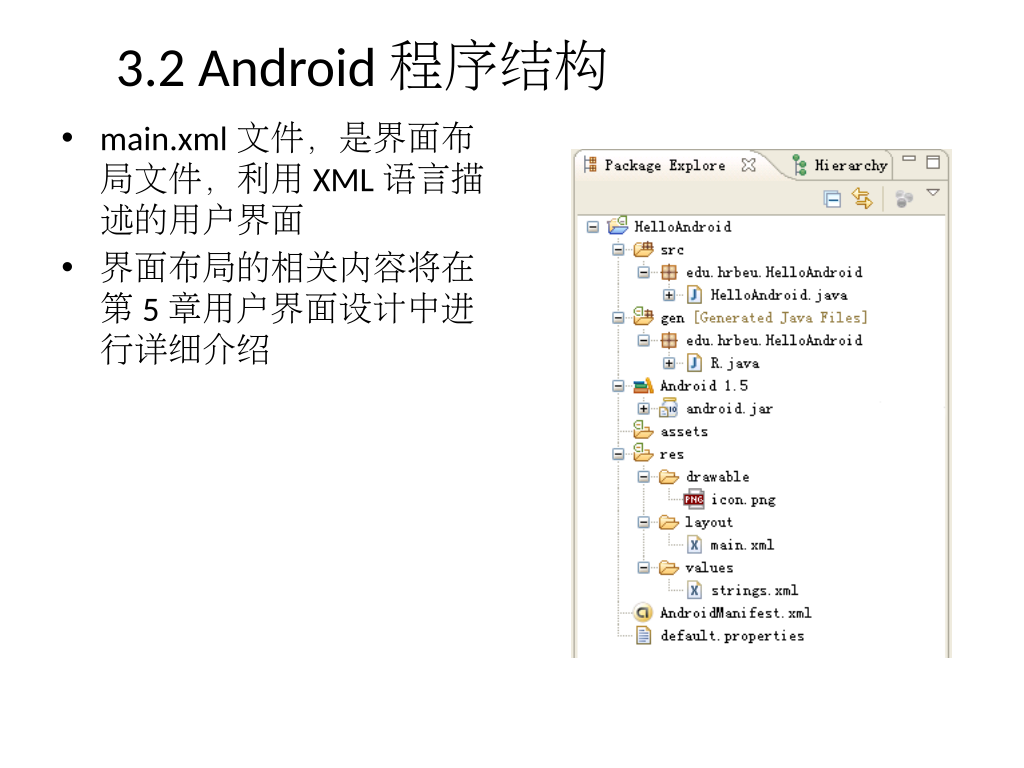 3.2 Android 程序结构
• main.xml 文件，是界面布
局文件，利用 XML 语言描
述的用户界面
• 界面布局的相关内容将在
第 5 章用户界面设计中进
行详细介绍
Package Explore
Hierarchy
HelloAndroid
src
edu.hrbeu.HelloAndroid
HelloAndroid.java
gen [Generated Java Files]
edu.hrbeu.HelloAndroid
R.java
Android 1.5
android.jar
assets
res
drawable
icon.png
layout
main.xml
values
strings.xml
AndroidManifest.xml
default.properties